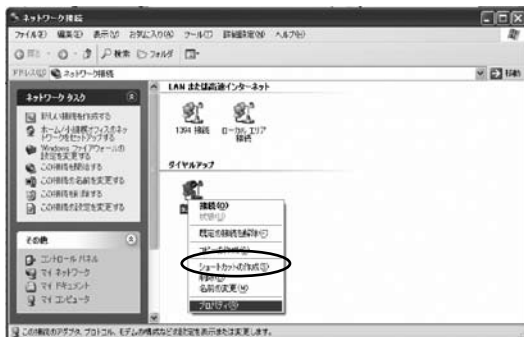 ネットワーク接続
ファイル(F) 編集(E) 表示(V) お気に入り(A) ツール(T) 詳細設定(N) ヘルプ(H)
戻る 検索 フォルダ
アドレス(D) ネットワーク接続 移動
ネットワーク タスク
新しい接続を作成する
ホーム/小規模オフィスのネットワークをセットアップする
Windows ファイアウォールの設定を変更する
この接続を開始する
この接続の名前を変更する
この接続を削除する
この接続の設定を変更する
その他
コントロール パネル
マイ ネットワーク
マイ ドキュメント
マイ コンピュータ
LAN または高速インターネット
1394 接続
ローカル エリア接続
ダイヤルアップ
接続(O)
状態(U)
既定の接続を解除(F)
コピーの作成(C)
ショートカットの作成(S)
削除(D)
名前の変更(M)
プロパティ(R)
この接続のアダプタ、プロトコル、モデムの構成などの設定を表示または変更します。